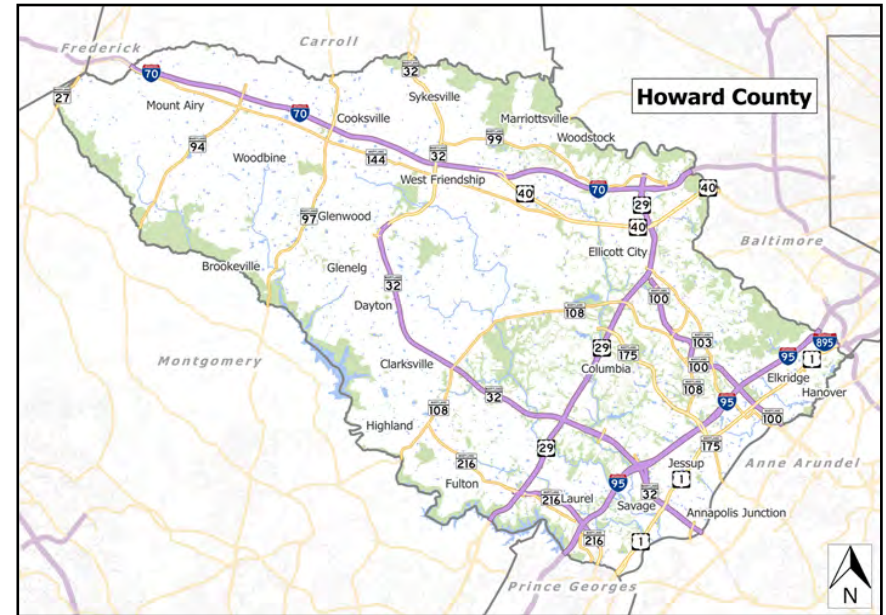 Frederick
Carroll
70
32
27
Mount Airy
Sykesville
Howard County
70
Cooksville
Marriottsville
94
99
Woodstock
Woodbine
144
32
West Friendship
70
40
40
29
97
Glenwood
40
Baltimore
Ellicott City
Brookeville
Glenelg
32
100
Dayton
108
103
895
Montgomery
29
175
95
1
Clarksville
Columbia
100
Elkridge
32
108
Hanover
108
95
100
Highland
29
175
216
Jessup
Anne Arundel
Fulton
95
1
216
Laurel
32
Savage
Annapolis Junction
216
1
Prince Georges
N